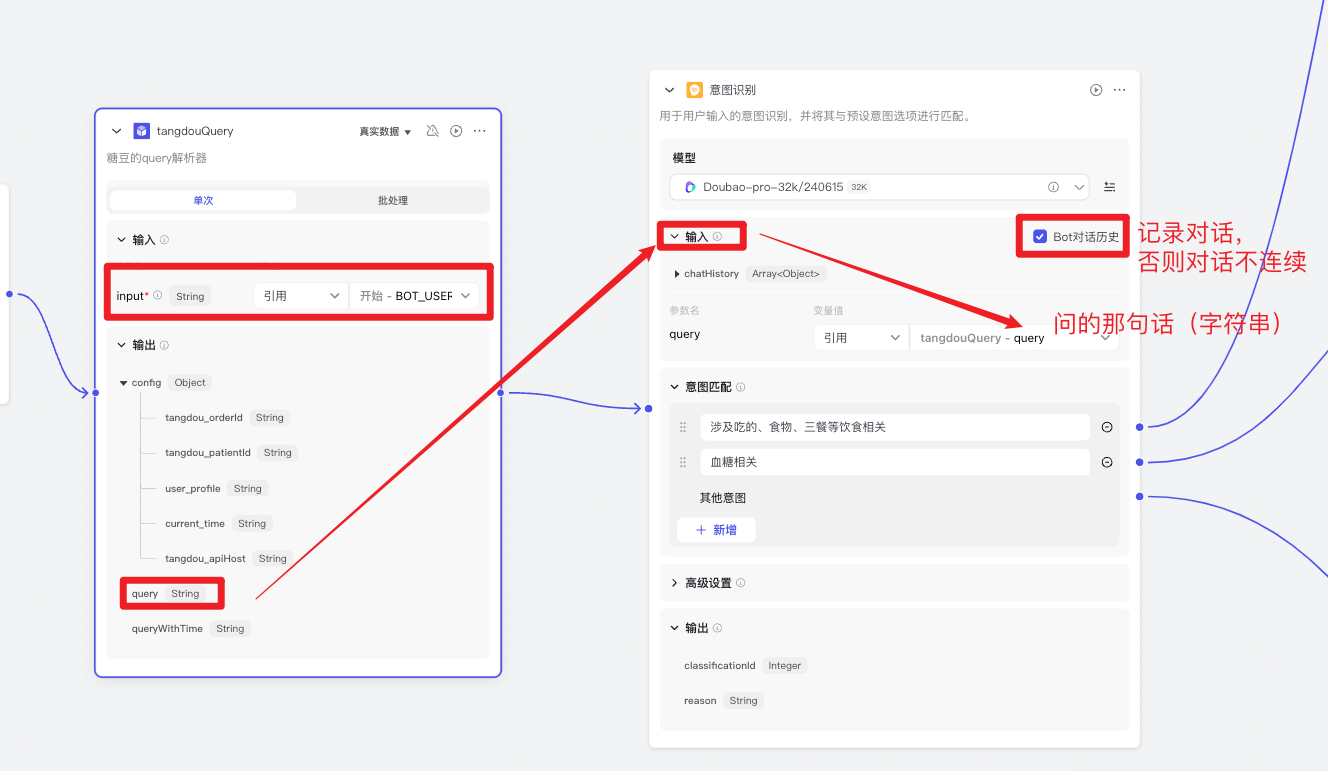 tangdouQuery 真实数据
糖豆的query解析器
单次 批处理
输入
input* String 引用 开始 - BOT_USER
输出
config Object
tangdou_orderId String
tangdou_patientId String
user_profile String
current_time String
tangdou_apiHost String
query String
queryWithTime String
意图识别
用于用户输入的意图识别，并将其与预设意图选项进行匹配。
模型
Doubao-pro-32k/240615 32K
输入 Bot对话历史
记录对话，
否则对话不连续
chatHistory Array<Object>
参数名 变量值
query 引用 tangdouQuery - query
问的那句话（字符串）
意图匹配
涉及吃的、食物、三餐等饮食相关
血糖相关
其他意图
+ 新增
高级设置
输出
classificationId Integer
reason String